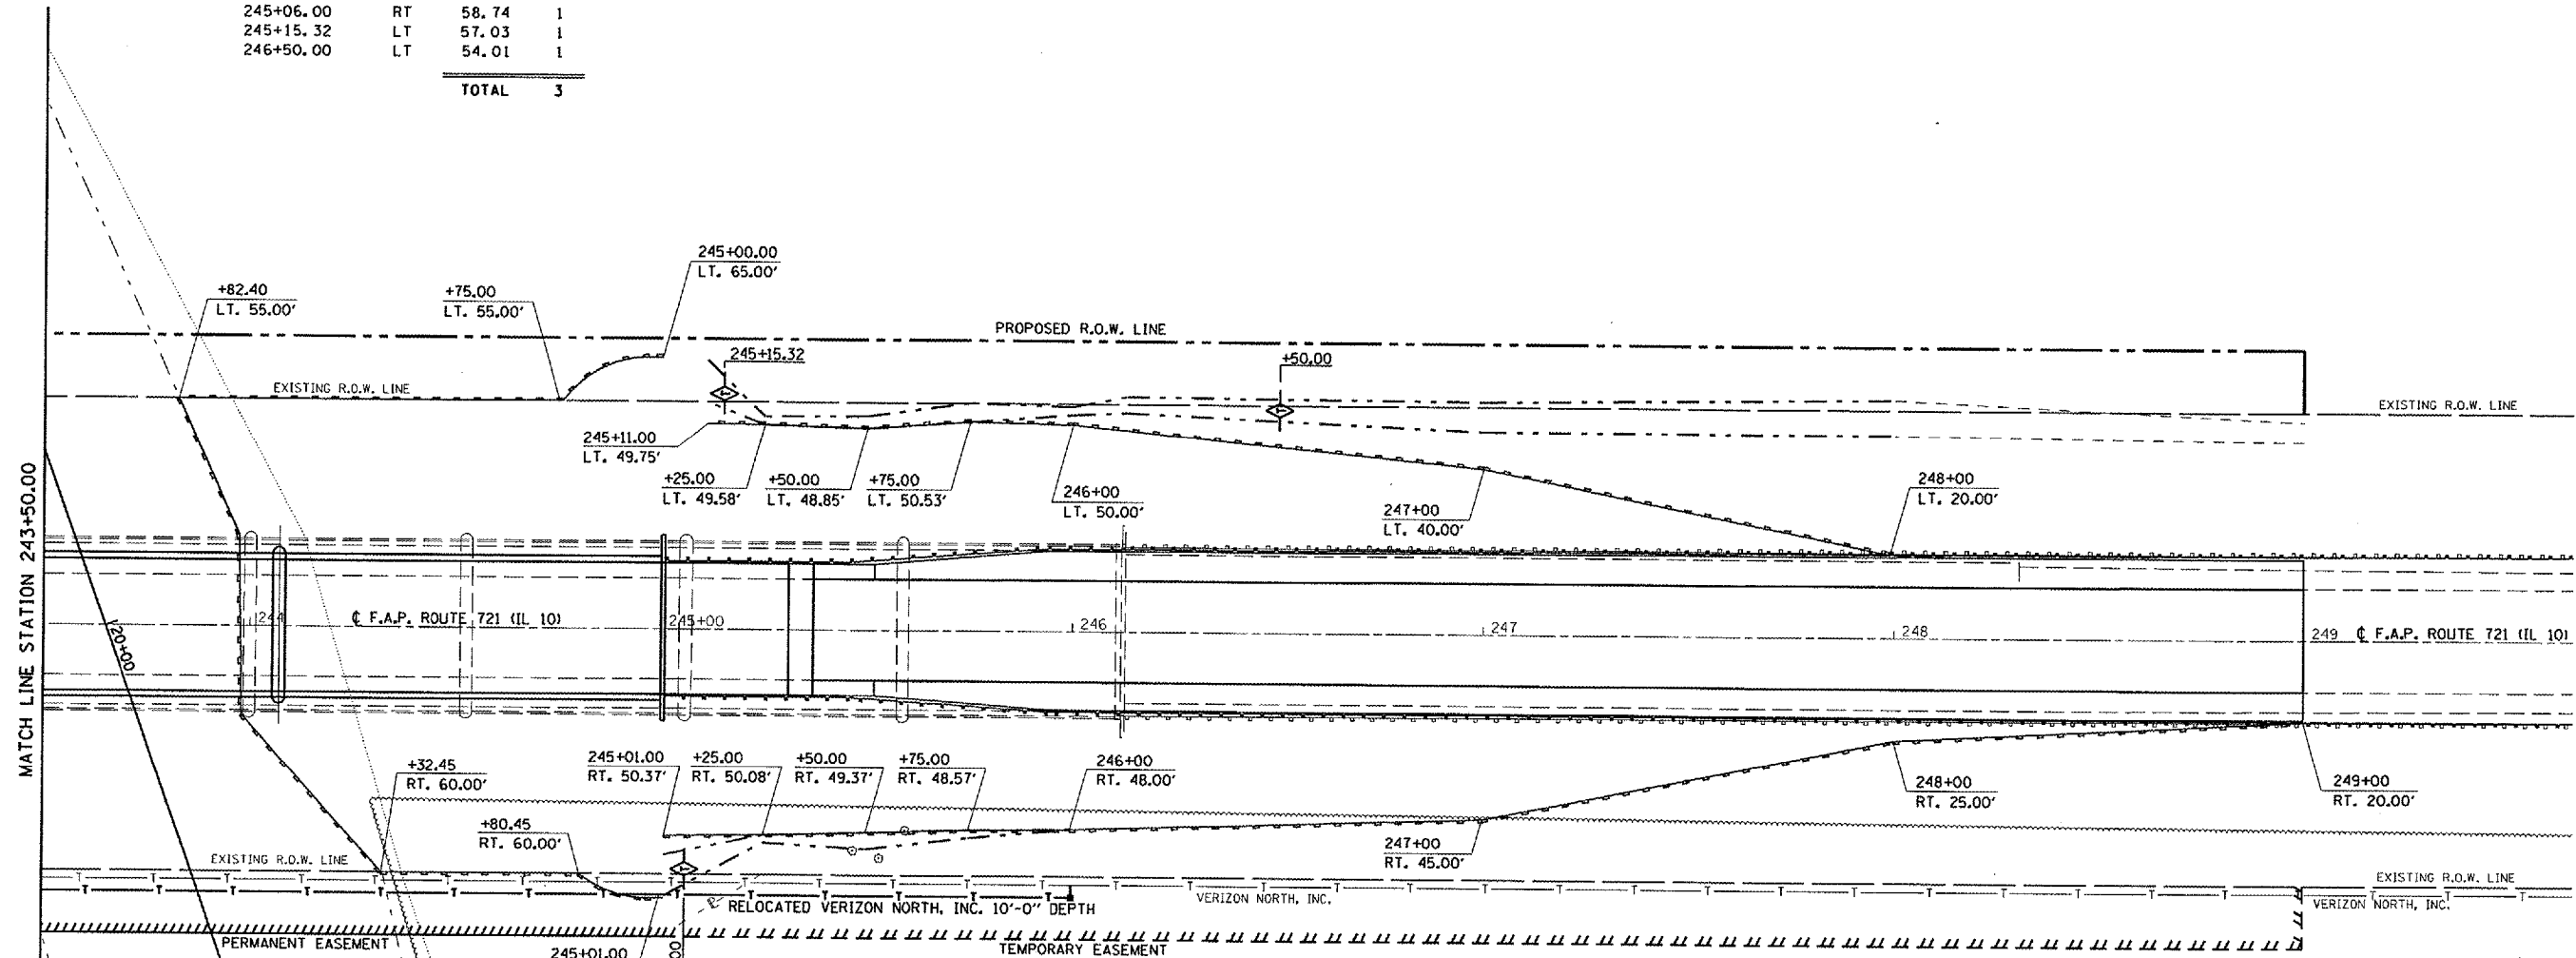 245+06.00 RT 58.74 1
245+15.32 LT 57.03 1
246+50.00 LT 54.01 1
TOTAL 3
245+00.00
LT. 65.00'
+82.40
LT. 55.00'
+75.00
LT. 55.00'
PROPOSED R.O.W. LINE
245+15.32
+50.00
EXISTING R.O.W. LINE
EXISTING R.O.W. LINE
245+11.00
LT. 49.75'
+25.00
LT. 49.58'
+50.00
LT. 48.85'
+75.00
LT. 50.53'
246+00
LT. 50.00'
247+00
LT. 40.00'
248+00
LT. 20.00'
MATCH LINE STATION 243+50.00
120+00
244
℄ F.A.P. ROUTE 721 (IL 10)
245+00
246
247
248
249
℄ F.A.P. ROUTE 721 (IL 10)
+32.45
RT. 60.00'
245+01.00
RT. 50.37'
+25.00
RT. 50.08'
+50.00
RT. 49.37'
+75.00
RT. 48.57'
246+00
RT. 48.00'
248+00
RT. 25.00'
249+00
RT. 20.00'
+80.45
RT. 60.00'
247+00
RT. 45.00'
EXISTING R.O.W. LINE
EXISTING R.O.W. LINE
RELOCATED VERIZON NORTH, INC. 10'-0" DEPTH
VERIZON NORTH, INC.
VERIZON NORTH, INC.
PERMANENT EASEMENT
TEMPORARY EASEMENT
245+01.00